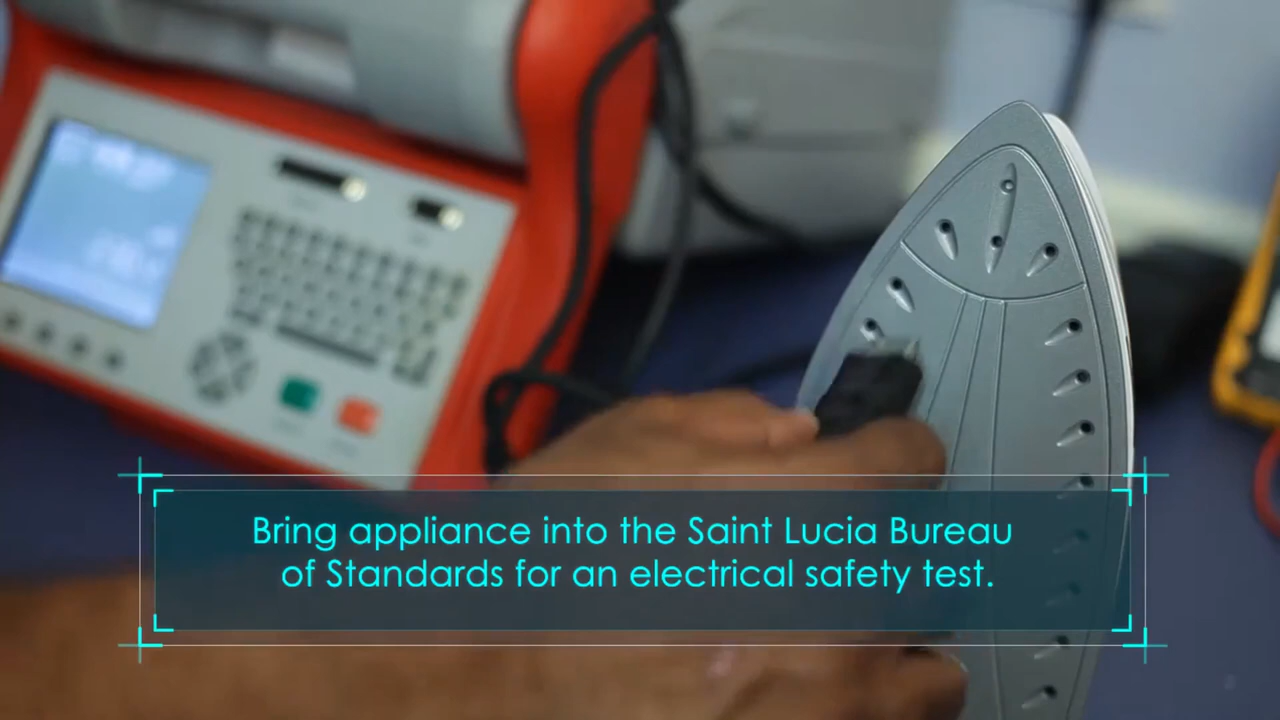 Bring appliance into the Saint Lucia Bureau
of Standards for an electrical safety test.